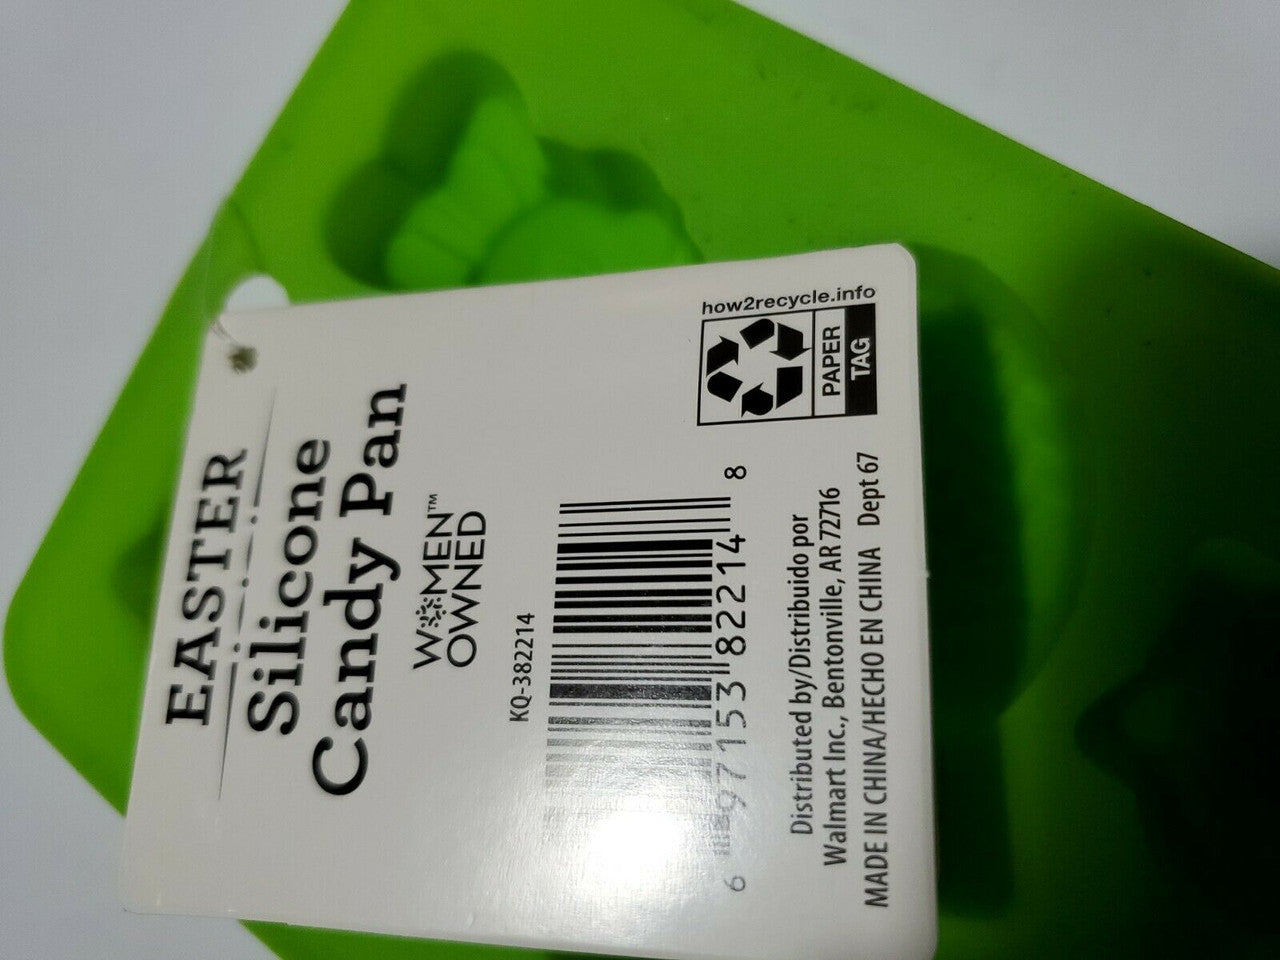 EASTER
Silicone
Candy Pan
WOMEN™
OWNED
KQ-382214
6 97153 82214 8
how2recycle.info
PAPER
TAG
Distributed by/Distribuido por
Walmart Inc., Bentonville, AR 72716
MADE IN CHINA/HECHO EN CHINA Dept 67